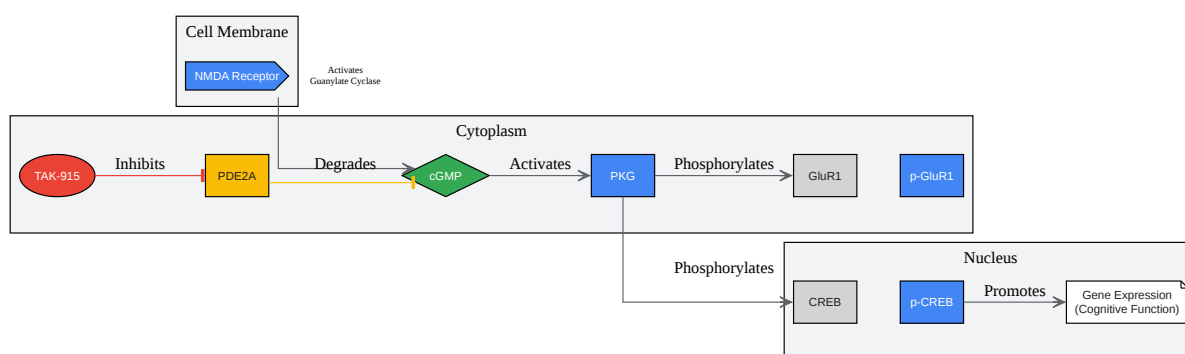 Cell Membrane
NMDA Receptor
Activates
Guanylate Cyclase
Cytoplasm
TAK-915
Inhibits
PDE2A
Degrades
cGMP
Activates
PKG
Phosphorylates
GluR1
p-GluR1
Phosphorylates
Nucleus
CREB
p-CREB
Promotes
Gene Expression
(Cognitive Function)